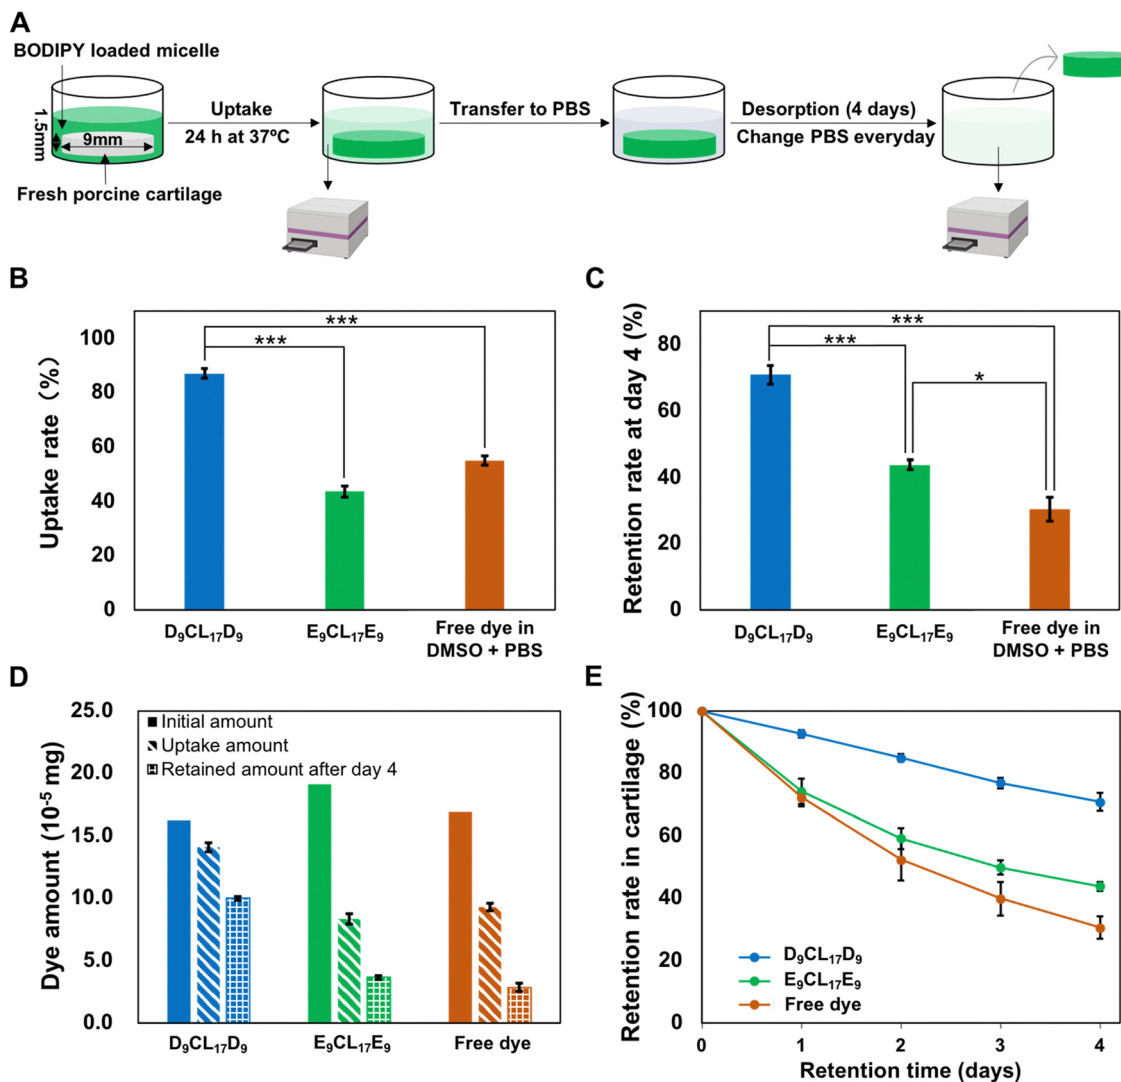 A
BODIPY loaded micelle
1.5mm
9mm
Fresh porcine cartilage
Uptake
24 h at 37ºC
Transfer to PBS
Desorption (4 days)
Change PBS everyday
B
Uptake rate (%)
100
80
60
40
20
0
***
***
D₉CL₁₇D₉
E₉CL₁₇E₉
Free dye in
DMSO + PBS
C
Retention rate at day 4 (%)
80
60
40
20
0
***
***
*
D₉CL₁₇D₉
E₉CL₁₇E₉
Free dye in
DMSO + PBS
D
Dye amount (10⁻⁵ mg)
25.0
20.0
15.0
10.0
5.0
0.0
Initial amount
Uptake amount
Retained amount after day 4
D₉CL₁₇D₉
E₉CL₁₇E₉
Free dye
E
Retention rate in cartilage (%)
100
80
60
40
20
0
D₉CL₁₇D₉
E₉CL₁₇E₉
Free dye
0
1
2
3
4
Retention time (days)